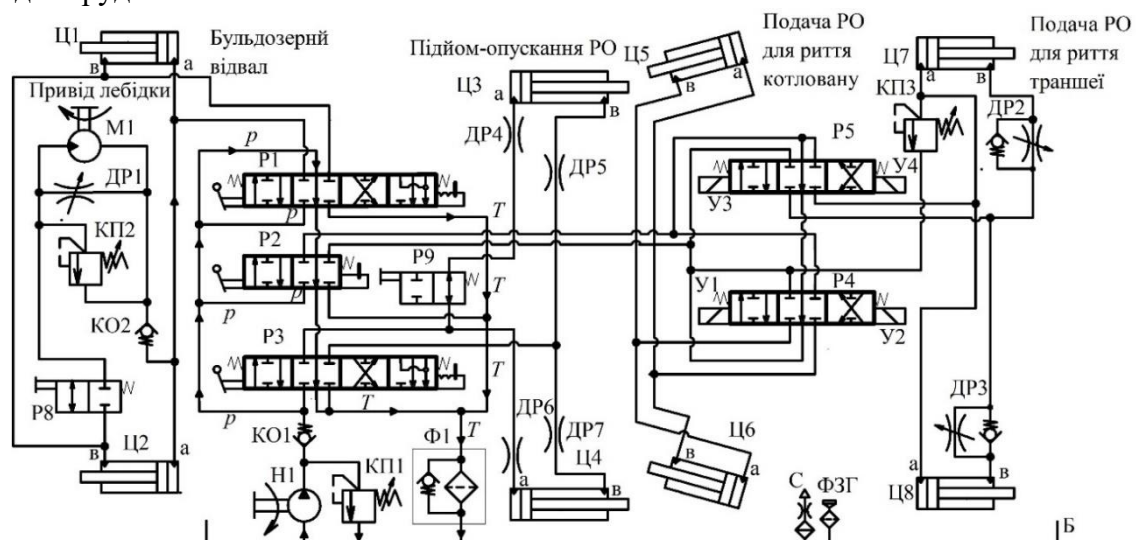 Ц1
а
в
Бульдозернй
відвал
Привід лебідки
М1
ДР1
КП2
КО2
Р8
в
Ц2
а
р
Р1
р
Т
Р2
р
р
Р9
Т
Р3
р
Т
Т
КО1
Н1
КП1
Ф1
Т
Підйом-опускання РО
Ц3
а
в
ДР4
ДР5
ДР6
ДР7
а
Ц4
в
Ц5
в
а
Подача РО
для риття
котловану
Р5
У3
У4
У1
Р4
У2
Ц6
в
а
С
ФЗГ
Подача РО
для риття
траншеї
Ц7
а
в
КП3
ДР2
ДР3
а
Ц8
в
Б